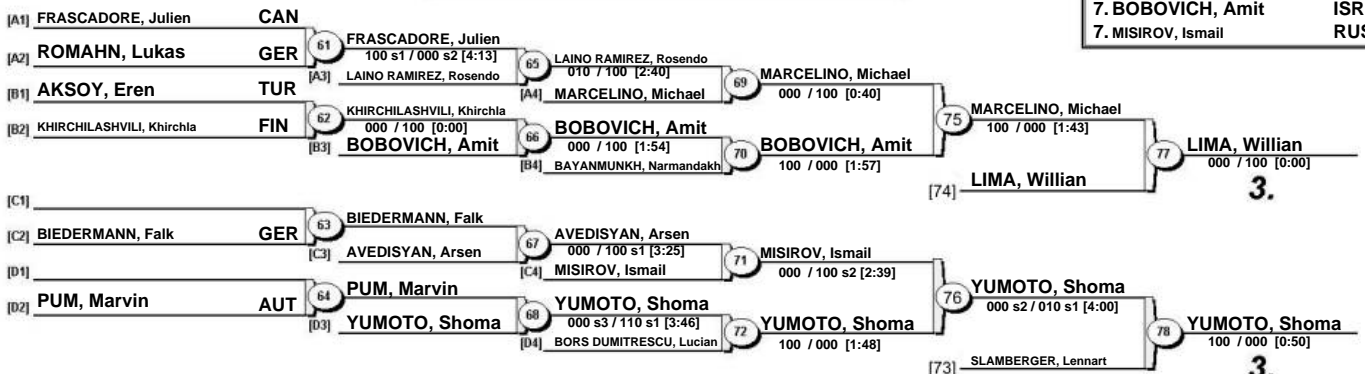 7. BOBOVICH, Amit ISR
7. MISIROV, Ismail RUS
[A1] FRASCADORE, Julien CAN
[A2] ROMAHN, Lukas GER
61 FRASCADORE, Julien
100 s1 / 000 s2 [4:13]
[A3] LAINO RAMIREZ, Rosendo
65 LAINO RAMIREZ, Rosendo
010 / 100 [2:40]
[A4] MARCELINO, Michael
69 MARCELINO, Michael
000 / 100 [0:40]
[B1] AKSOY, Eren TUR
[B2] KHIRCHILASHVILI, Khirchla FIN
62 KHIRCHILASHVILI, Khirchla
000 / 100 [0:00]
[B3] BOBOVICH, Amit
66 BOBOVICH, Amit
000 / 100 [1:54]
[B4] BAYANMUNKH, Narmandakh
70 BOBOVICH, Amit
100 / 000 [1:57]
75 MARCELINO, Michael
100 / 000 [1:43]
[74] LIMA, Willian
77 LIMA, Willian
000 / 100 [0:00]
3.
[C1]
[C2] BIEDERMANN, Falk GER
63 BIEDERMANN, Falk
[C3] AVEDISYAN, Arsen
67 AVEDISYAN, Arsen
000 / 100 s1 [3:25]
[C4] MISIROV, Ismail
71 MISIROV, Ismail
000 / 100 s2 [2:39]
[D1]
[D2] PUM, Marvin AUT
64 PUM, Marvin
[D3] YUMOTO, Shoma
68 YUMOTO, Shoma
000 s3 / 110 s1 [3:46]
[D4] BORS DUMITRESCU, Lucian
72 YUMOTO, Shoma
100 / 000 [1:48]
76 YUMOTO, Shoma
000 s2 / 010 s1 [4:00]
[73] SLAMBERGER, Lennart
78 YUMOTO, Shoma
100 / 000 [0:50]
3.